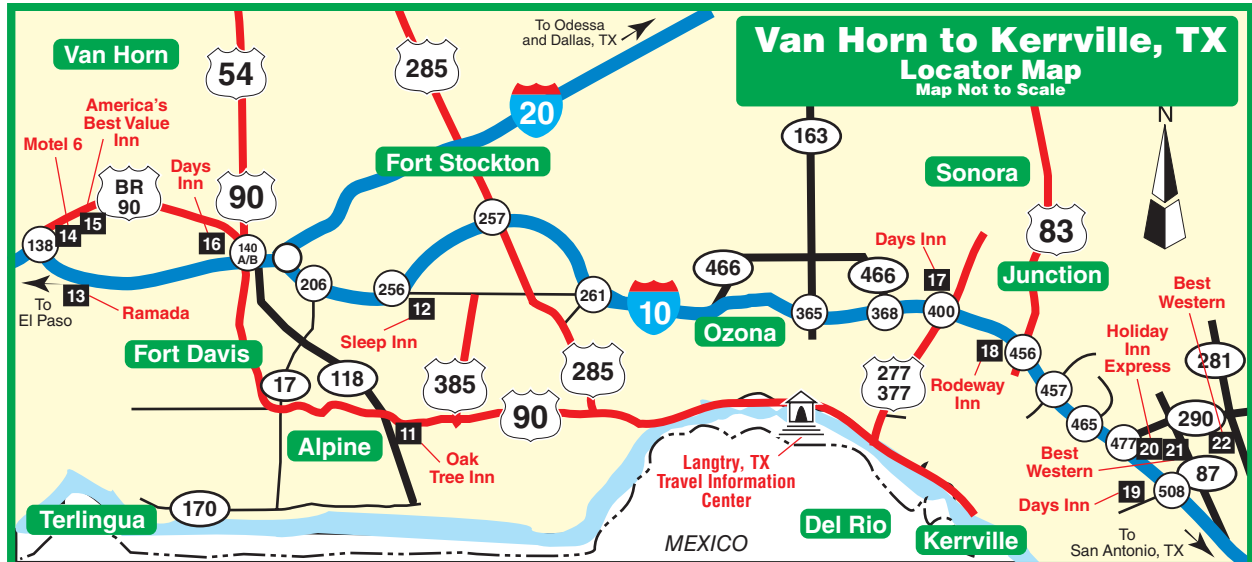 To Odessa
and Dallas, TX
Van Horn to Kerrville, TX
Locator Map
Map Not to Scale
Van Horn
54
285
20
163
N
America's
Best Value
Inn
Motel 6
Days
Inn
Fort Stockton
Sonora
BR
90
90
83
138
14
15
16
140
A/B
257
Days Inn
17
466
466
Junction
206
256
261
10
13
Ramada
To
El Paso
12
Sleep Inn
Ozona
365
368
400
Best
Western
Holiday
Inn
Express
281
18
456
Rodeway
Inn
Fort Davis
17
118
385
285
277
377
457
90
290
465
Alpine
11
Oak
Tree Inn
477
20
21
22
Best
Western
87
Langtry, TX
Travel Information
Center
Days Inn
19
508
170
Terlingua
Del Rio
Kerrville
MEXICO
To
San Antonio, TX